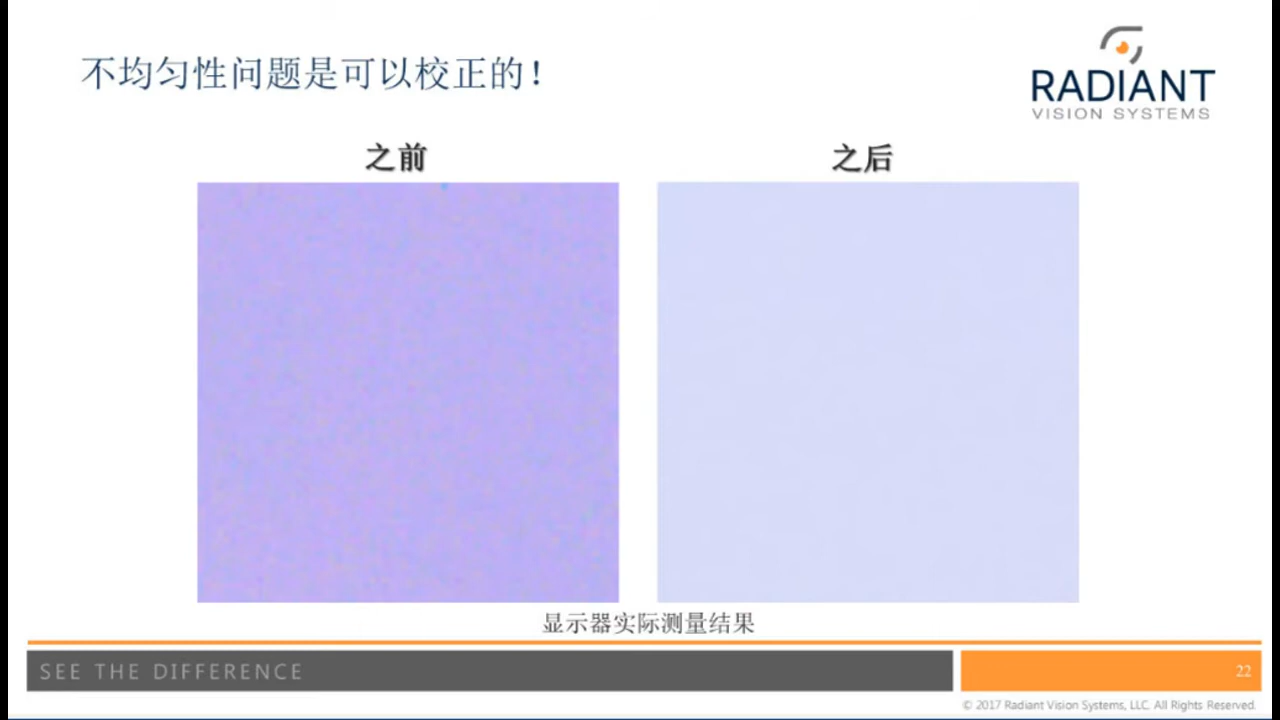 不均匀性问题是可以校正的！
RADIANT
VISION SYSTEMS
之前
之后
显示器实际测量结果
SEE THE DIFFERENCE
22
© 2017 Radiant Vision Systems, LLC. All Rights Reserved.